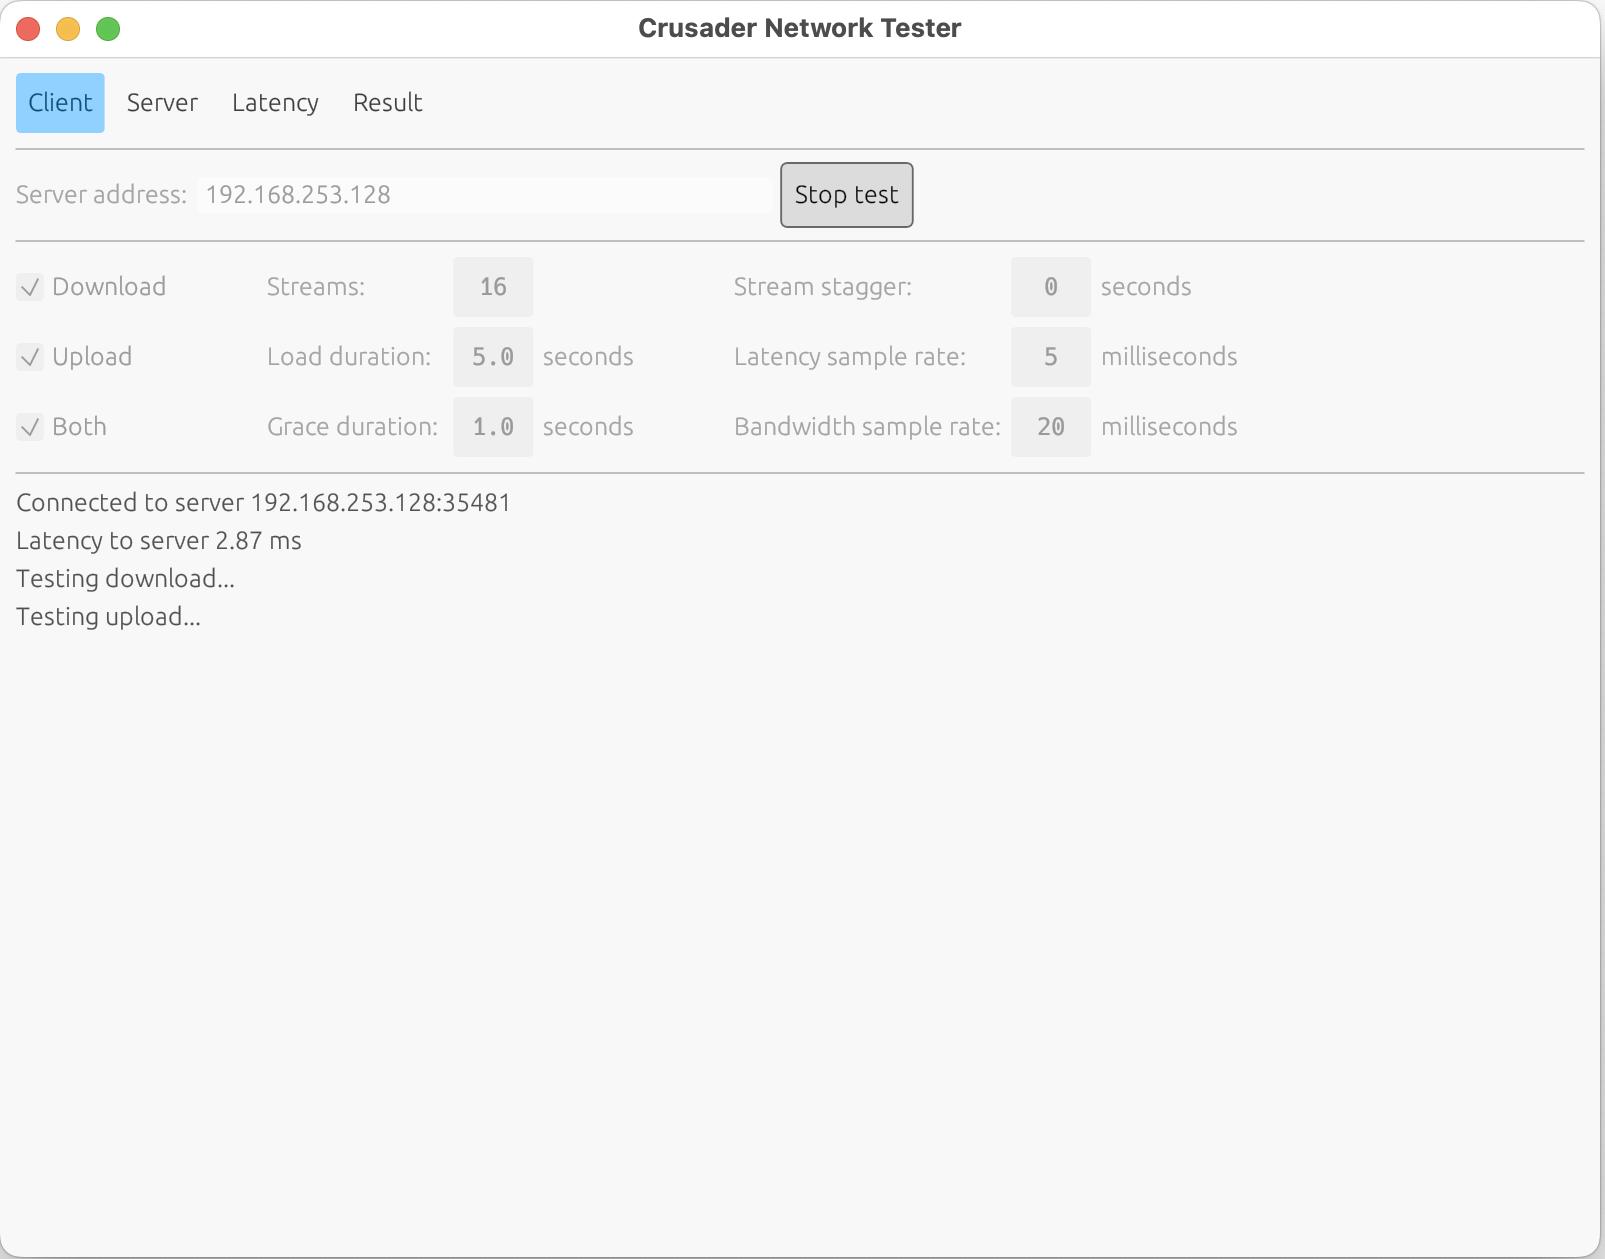 Crusader Network Tester
Client Server Latency Result
Server address: 192.168.253.128 Stop test
Download Streams: 16 Stream stagger: 0 seconds
Upload Load duration: 5.0 seconds Latency sample rate: 5 milliseconds
Both Grace duration: 1.0 seconds Bandwidth sample rate: 20 milliseconds
Connected to server 192.168.253.128:35481
Latency to server 2.87 ms
Testing download...
Testing upload...